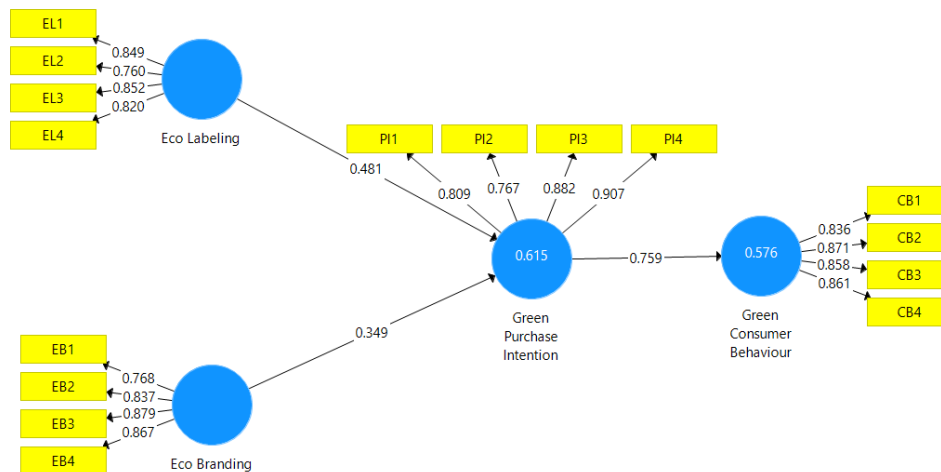 EL1
EL2
EL3
EL4
0.849
0.760
0.852
0.820
Eco Labeling
0.481
PI1
PI2
PI3
PI4
0.809
0.767
0.882
0.907
0.615
Green
Purchase
Intention
0.759
0.576
Green
Consumer
Behaviour
CB1
CB2
CB3
CB4
0.836
0.871
0.858
0.861
0.349
EB1
EB2
EB3
EB4
0.768
0.837
0.879
0.867
Eco Branding